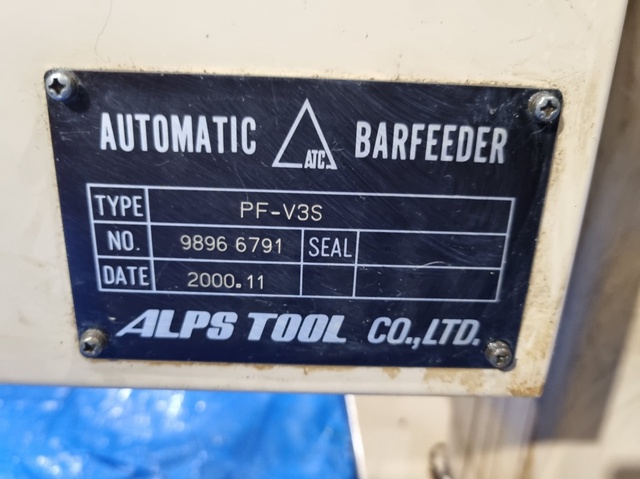 AUTOMATIC ATC BARFEEDER
TYPE PF-V3S
NO. 9896 6791 SEAL
DATE 2000.11
ALPS TOOL CO.,LTD.